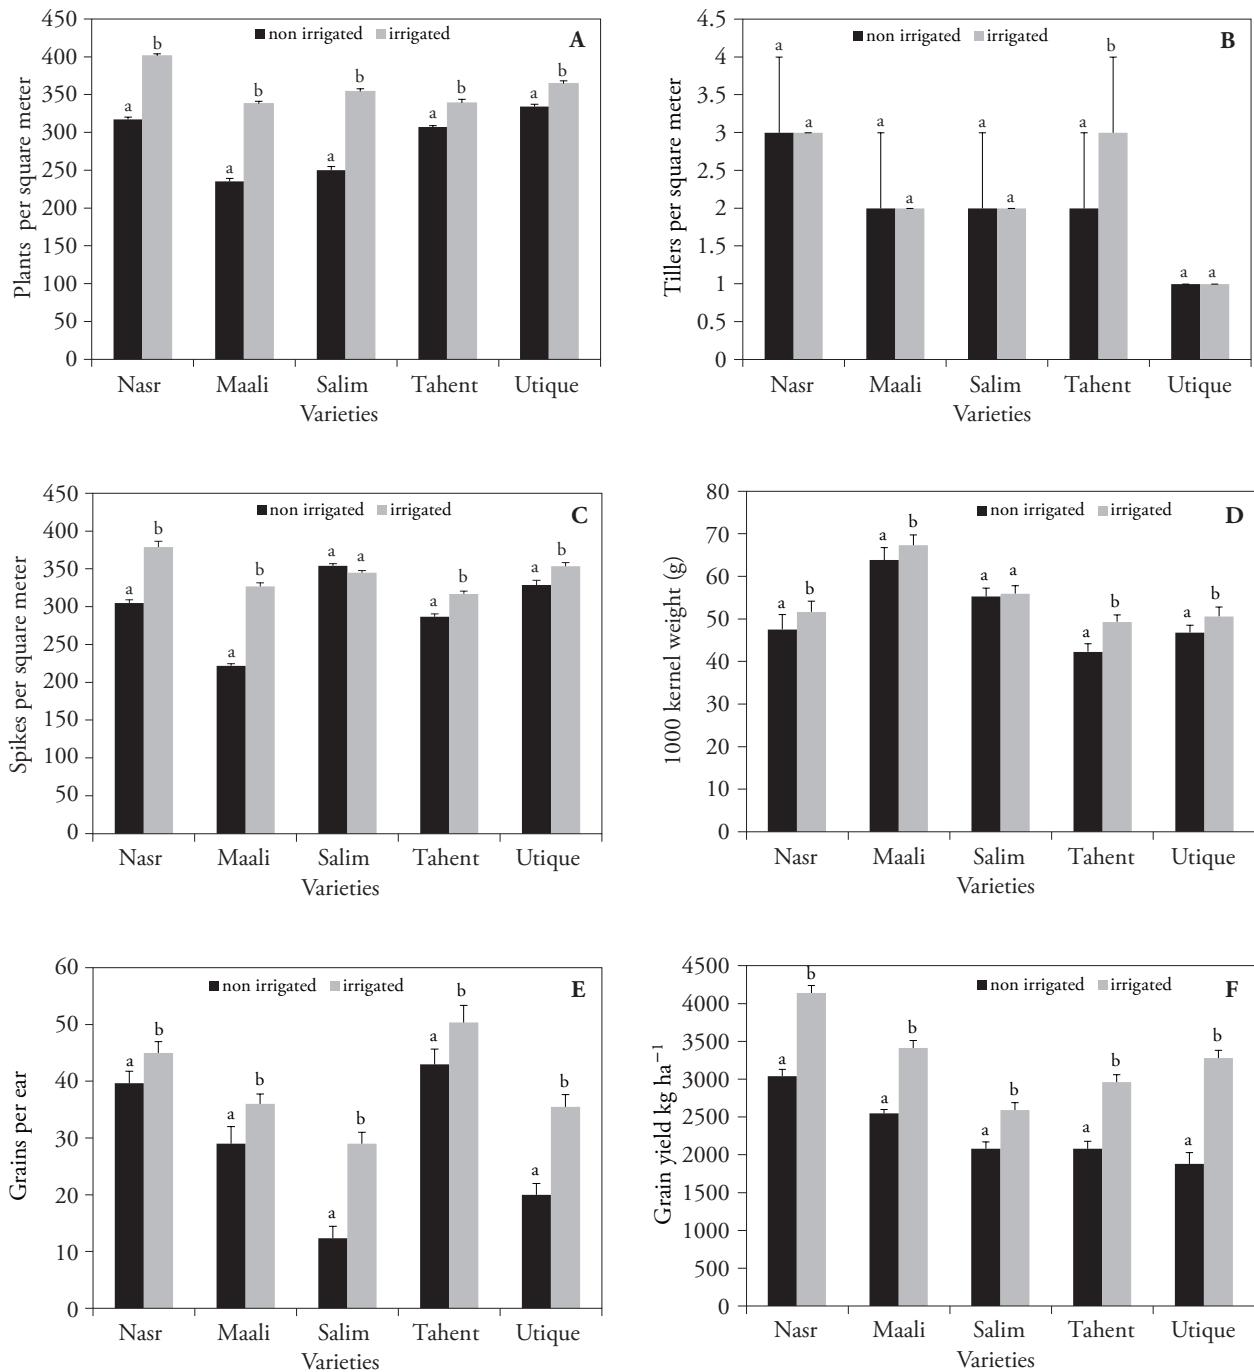 non irrigated irrigated
A
Plants per square meter
450
400
350
300
250
200
150
100
50
0
a b a b a b a b a b
Nasr Maali Salim Tahent Utique
Varieties
non irrigated irrigated
B
Tillers per square meter
4.5
4
3.5
3
2.5
2
1.5
1
0.5
0
a a a a a a a b a a
Nasr Maali Salim Tahent Utique
Varieties
non irrigated irrigated
C
Spikes per square meter
450
400
350
300
250
200
150
100
50
0
a b a b a a a b a b
Nasr Maali Salim Tahent Utique
Varieties
non irrigated irrigated
D
1000 kernel weight (g)
80
70
60
50
40
30
20
10
0
a b a b a a a b a b
Nasr Maali Salim Tahent Utique
Varieties
non irrigated irrigated
E
Grains per ear
60
50
40
30
20
10
0
a b a b a b a b a b
Nasr Maali Salim Tahent Utique
Varieties
non irrigated irrigated
F
Grain yield kg ha⁻¹
4500
4000
3500
3000
2500
2000
1500
1000
500
0
a b a b a b a b a b
Nasr Maali Salim Tahent Utique
Varieties